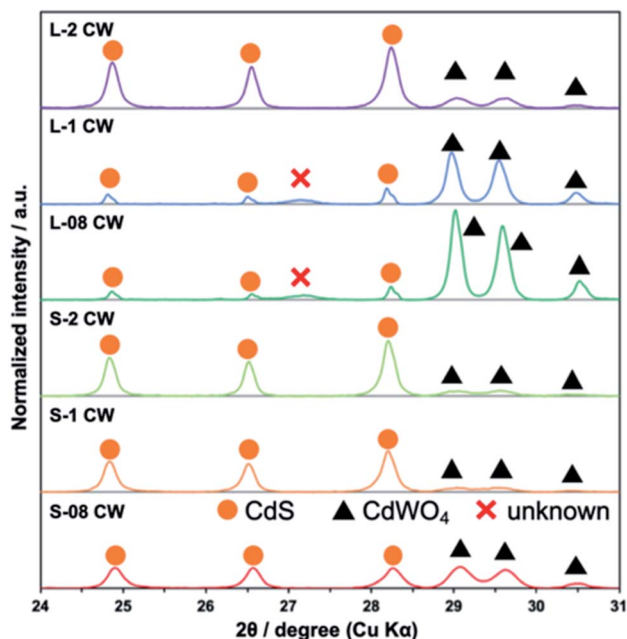 L-2 CW
L-1 CW
L-08 CW
S-2 CW
S-1 CW
S-08 CW
CdS
CdWO₄
unknown
Normalized intensity / a.u.
24 25 26 27 28 29 30 31
2θ / degree (Cu Kα)